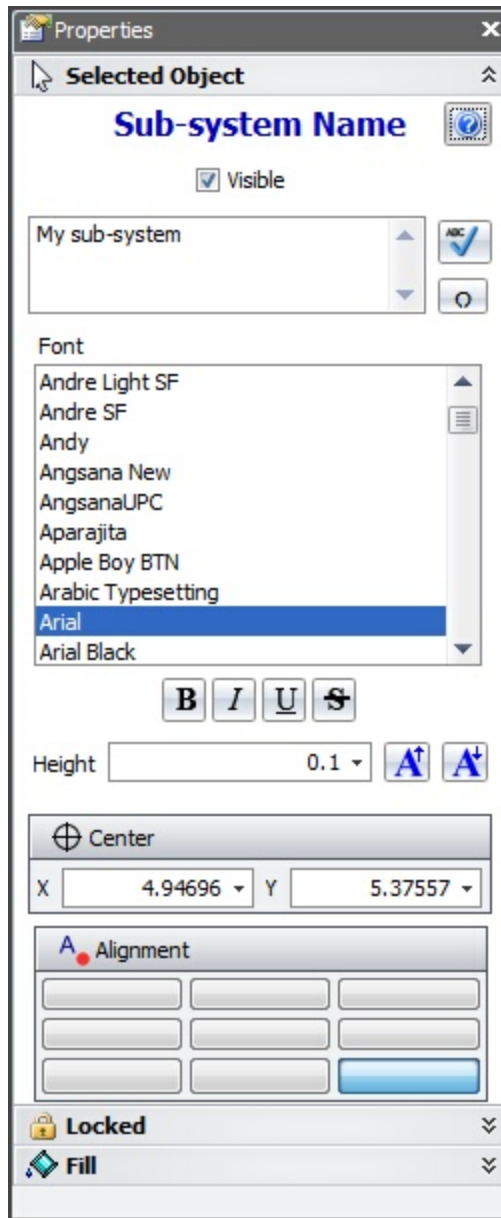 Properties
Selected Object
Sub-system Name
Visible
My sub-system
ABC
Ω
Font
Andre Light SF
Andre SF
Andy
Angsana New
AngsanaUPC
Aparajita
Apple Boy BTN
Arabic Typesetting
Arial
Arial Black
B I U S
Height 0.1 A A
Center
X 4.94696 Y 5.37557
A Alignment
Locked
Fill